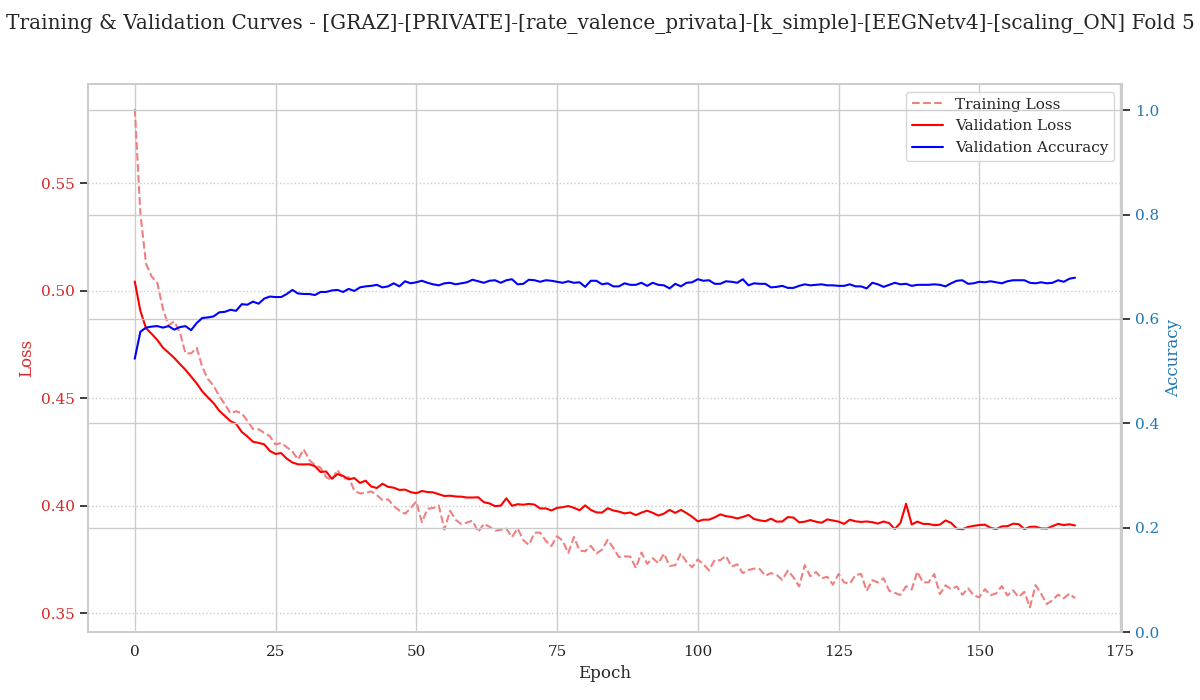 Training & Validation Curves - [GRAZ]-[PRIVATE]-[rate_valence_privata]-[k_simple]-[EEGNetv4]-[scaling_ON] Fold 5
Training Loss
Validation Loss
Validation Accuracy
0.55
0.50
0.45
0.40
0.35
Loss
1.0
0.8
0.6
0.4
0.2
0.0
Accuracy
0 25 50 75 100 125 150 175
Epoch